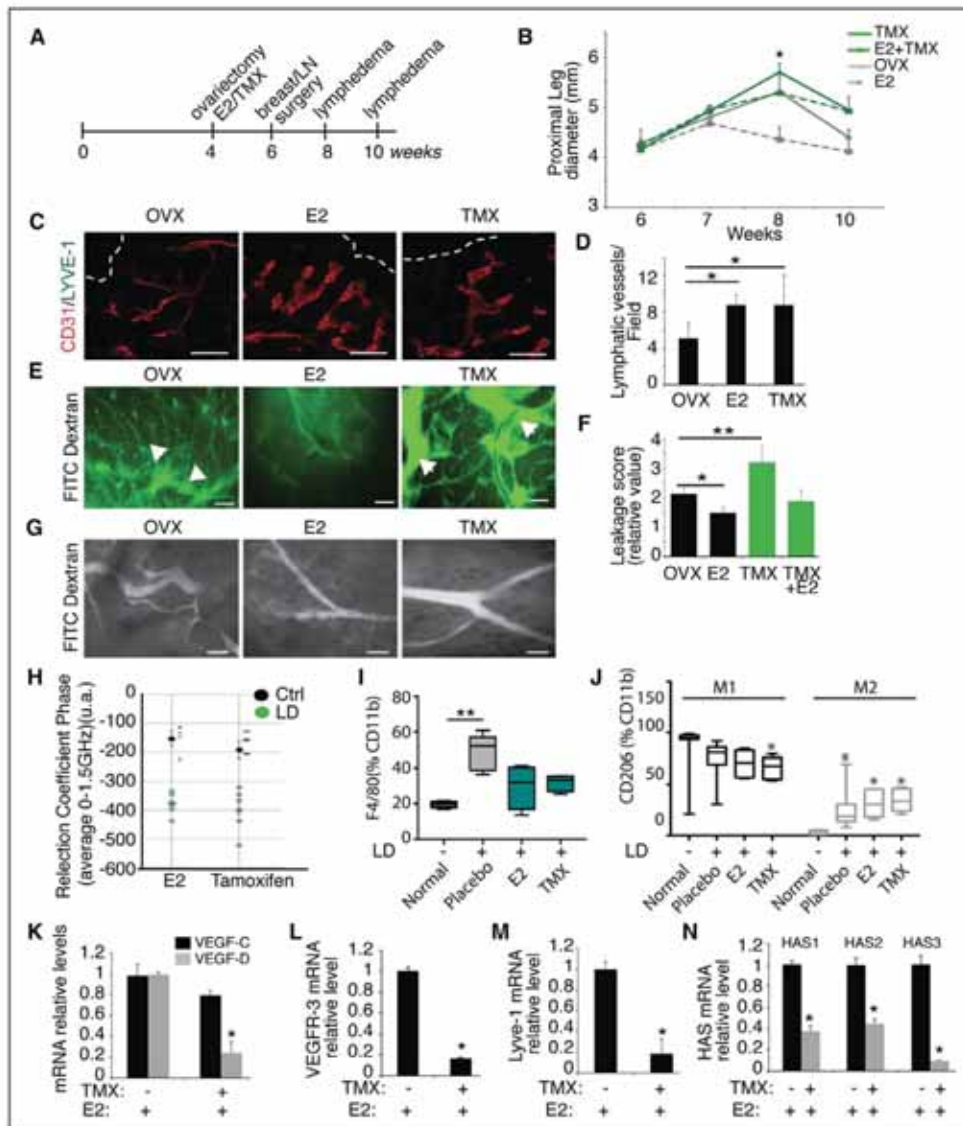 A
ovariectomy
E2/TMX
breast/LN
surgery
lymphedema
lymphedema
0 4 6 8 10 weeks
B
Proximal Leg
diameter (mm)
6
5
4
3
*
TMX
E2+TMX
OVX
E2
6 7 8 10
Weeks
C
OVX E2 TMX
CD31/LYVE-1
D
Lymphatic vessels/
Field
12
8
4
0
*
*
OVX E2 TMX
E
OVX E2 TMX
FITC Dextran
F
Leakage score
(relative value)
4
3
2
1
0
**
*
OVX E2 TMX TMX
+E2
G
OVX E2 TMX
FITC Dextran
H
Relection Coefficient Phase
(average 0-1.5GHz)(u.a.)
0
-100
-200
-300
-400
-500
-600
Ctrl
LD
E2 Tamoxifen
I
F4/80(% CD11b)
80
60
40
20
0
**
LD - + + +
Normal Placebo E2 TMX
J
CD206 (% CD11b)
150
100
50
0
M1 M2
* * * *
LD - + + + - + + +
Normal Placebo E2 TMX Normal Placebo E2 TMX
K
mRNA relative levels
1.2
1
0.8
0.6
0.4
0.2
0
VEGF-C
VEGF-D
*
TMX: - +
E2: + +
L
VEGFR-3 mRNA
relative level
1.2
1
0.8
0.6
0.4
0.2
0
*
- +
+ +
M
Lyve-1 mRNA
relative level
1.2
1
0.8
0.6
0.4
0.2
0
*
TMX: - +
E2: + +
N
HAS mRNA
relative level
1.2
1
0.8
0.6
0.4
0.2
0
HAS1 HAS2 HAS3
* * *
TMX: - + - + - +
E2: + + + + + +